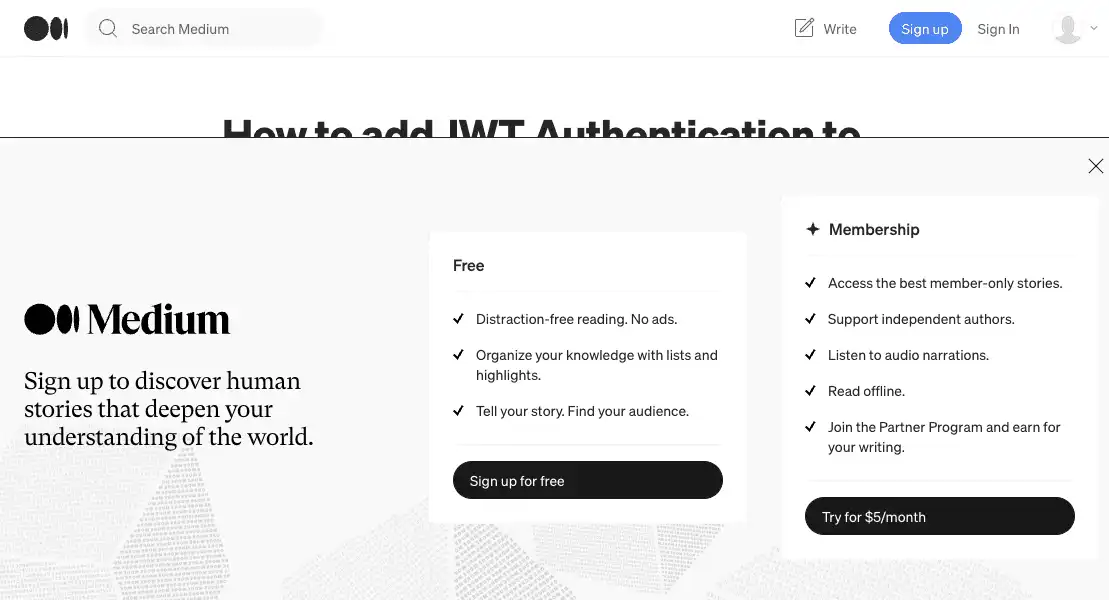 Search Medium
Write
Sign up
Sign In
How to add JWT Authentication to
Medium
Sign up to discover human
stories that deepen your
understanding of the world.
Free
Distraction-free reading. No ads.
Organize your knowledge with lists and
highlights.
Tell your story. Find your audience.
Sign up for free
Membership
Access the best member-only stories.
Support independent authors.
Listen to audio narrations.
Read offline.
Join the Partner Program and earn for
your writing.
Try for $5/month